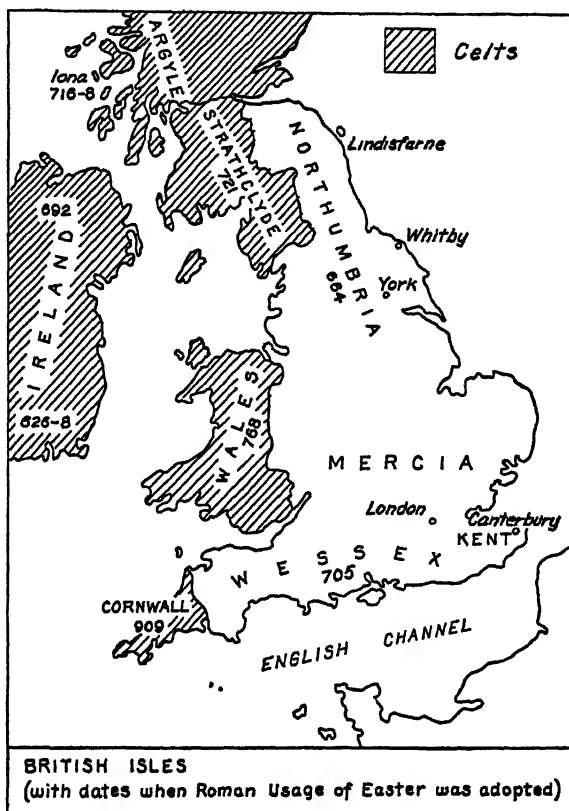 Celts
ARGYLE
Iona
716-8
STRATHCLYDE
721
NORTHUMBRIA
664
Lindisfarne
Whitby
York
692
IRELAND
626-8
WALES
768
MERCIA
London
Canterbury
KENT
WESSEX
705
CORNWALL
909
ENGLISH CHANNEL
BRITISH ISLES
(with dates when Roman Usage of Easter was adopted)